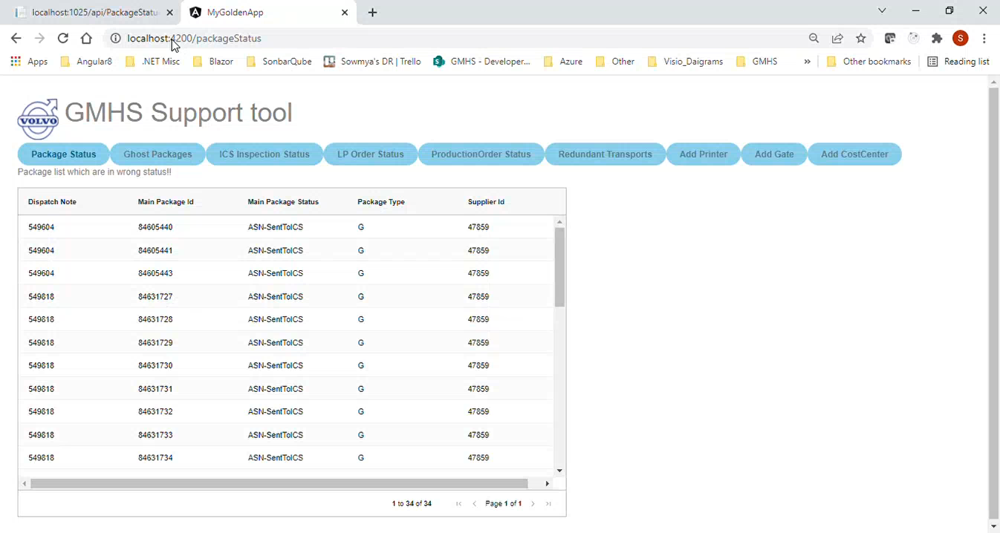 localhost:1025/api/PackageStatu
MyGoldenApp
localhost:4200/packageStatus
S
Apps
Angular8
.NET Misc
Blazor
SonbarQube
Sowmya's DR | Trello
S
GMHS - Developer...
Azure
Other
Visio_Daigrams
GMHS
»
Other bookmarks
Reading list
VOLVO
GMHS Support tool
Package Status Ghost Packages ICS Inspection Status LP Order Status ProductionOrder Status Redundant Transports Add Printer Add Gate Add CostCenter
Package list which are in wrong status!!
Dispatch Note Main Package Id Main Package Status Package Type Supplier Id
549604 84605440 ASN-SentToICS G 47859
549604 84605441 ASN-SentToICS G 47859
549604 84605443 ASN-SentToICS G 47859
549818 84631727 ASN-SentToICS G 47859
549818 84631728 ASN-SentToICS G 47859
549818 84631729 ASN-SentToICS G 47859
549818 84631730 ASN-SentToICS G 47859
549818 84631731 ASN-SentToICS G 47859
549818 84631732 ASN-SentToICS G 47859
549818 84631733 ASN-SentToICS G 47859
549818 84631734 ASN-SentToICS G 47859
1 to 34 of 34 Page 1 of 1